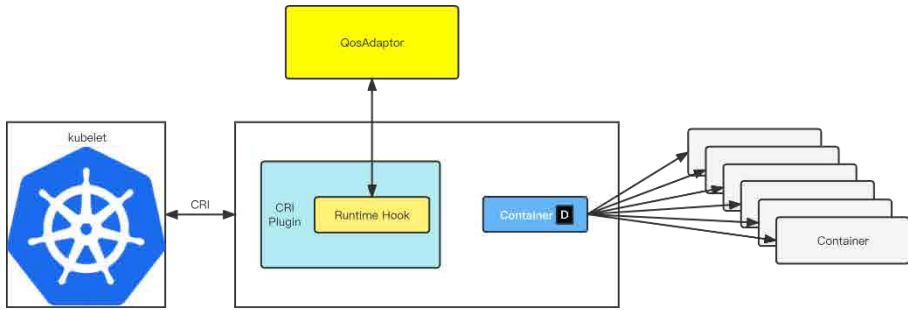 QosAdaptor
kubelet
CRI
CRI
Plugin
Runtime Hook
Container D
Container